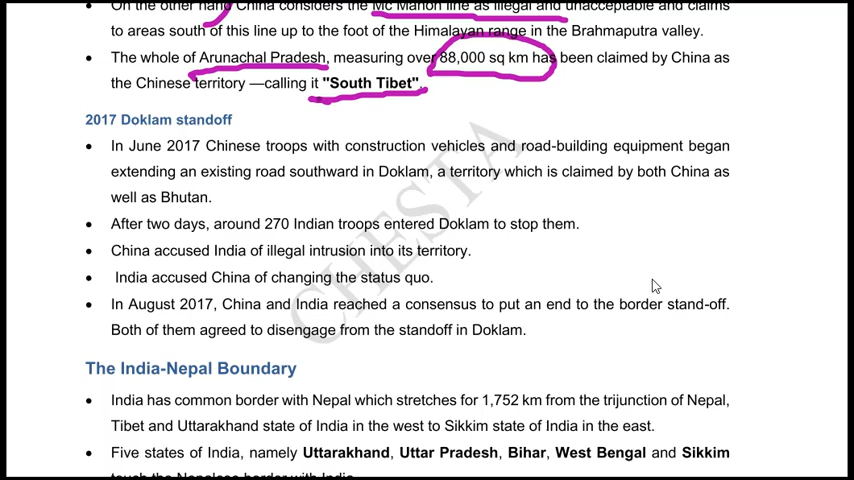 On the other hand China considers the Mc Mahon line as illegal and unacceptable and claims
to areas south of this line up to the foot of the Himalayan range in the Brahmaputra valley.
• The whole of Arunachal Pradesh, measuring over 88,000 sq km has been claimed by China as
the Chinese territory —calling it "South Tibet".
2017 Doklam standoff
• In June 2017 Chinese troops with construction vehicles and road-building equipment began
extending an existing road southward in Doklam, a territory which is claimed by both China as
well as Bhutan.
• After two days, around 270 Indian troops entered Doklam to stop them.
• China accused India of illegal intrusion into its territory.
• India accused China of changing the status quo.
• In August 2017, China and India reached a consensus to put an end to the border stand-off.
Both of them agreed to disengage from the standoff in Doklam.
The India-Nepal Boundary
• India has common border with Nepal which stretches for 1,752 km from the trijunction of Nepal,
Tibet and Uttarakhand state of India in the west to Sikkim state of India in the east.
• Five states of India, namely Uttarakhand, Uttar Pradesh, Bihar, West Bengal and Sikkim
touch the Nepalese border with India.
CHESTA